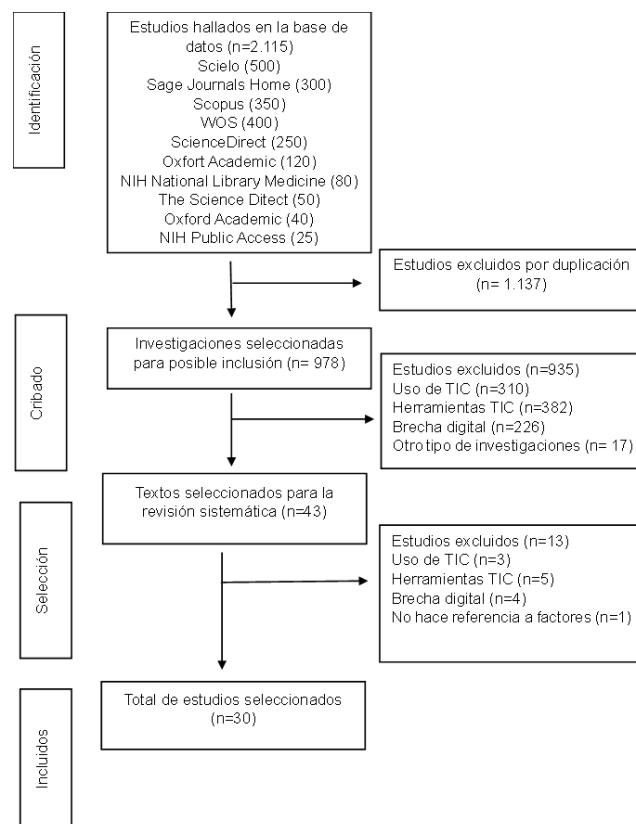 Identificación
Estudios hallados en la base de
datos (n=2.115)
Scielo (500)
Sage Journals Home (300)
Scopus (350)
WOS (400)
ScienceDirect (250)
Oxfort Academic (120)
NIH National Library Medicine (80)
The Science Ditect (50)
Oxford Academic (40)
NIH Public Access (25)
Estudios excluidos por duplicación
(n= 1.137)
Cribado
Investigaciones seleccionadas
para posible inclusión (n= 978)
Estudios excluidos (n=935)
Uso de TIC (n=310)
Herramientas TIC (n=382)
Brecha digital (n=226)
Otro tipo de investigaciones (n= 17)
Selección
Textos seleccionados para la
revisión sistemática (n=43)
Estudios excluidos (n=13)
Uso de TIC (n=3)
Herramientas TIC (n=5)
Brecha digital (n=4)
No hace referencia a factores (n=1)
Incluidos
Total de estudios seleccionados
(n=30)